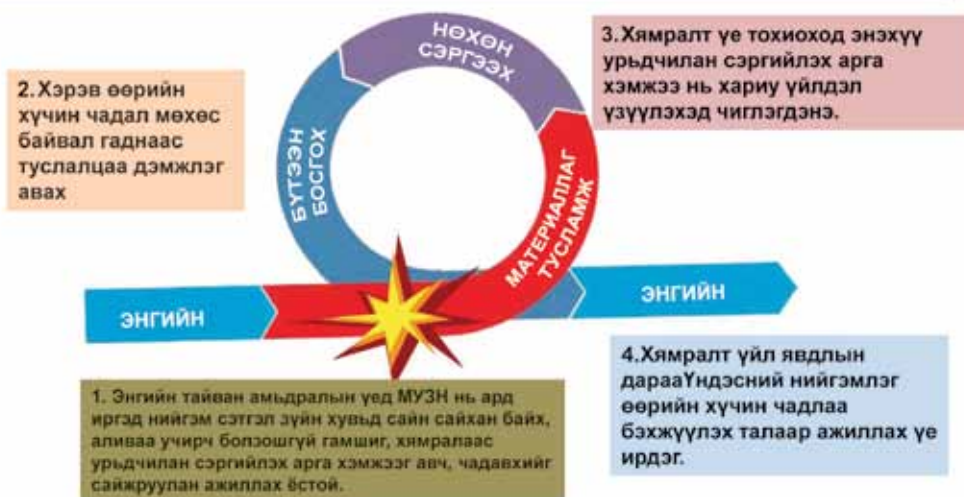 НӨХӨН
СЭРГЭЭХ
3.Хямралт үе тохиоход энэхүү
урьдчилан сэргийлэх арга
хэмжээ нь хариу үйлдэл
үзүүлэхэд чиглэгдэнэ.
2.Хэрэв өөрийн
хүчин чадал мөхөс
байвал гаднаас
туслалцаа дэмжлэг
авах
БҮТЭЭН
БОСГОХ
МАТЕРИАЛЛАГ
ТУСЛАМЖ
ЭНГИЙН
ЭНГИЙН
1. Энгийн тайван амьдралын үед МУЗН нь ард
иргэд нийгэм сэтгэл зүйн хувьд сайн сайхан байх,
аливаа учирч болзошгүй гамшиг, хямралаас
урьдчилан сэргийлэх арга хэмжээг авч, чадавхийг
сайжруулан ажиллах ёстой.
4.Хямралт үйл явдлын
дарааҮндэсний нийгэмлэг
өөрийн хүчин чадлаа
бэхжүүлэх талаар ажиллах үе
ирдэг.